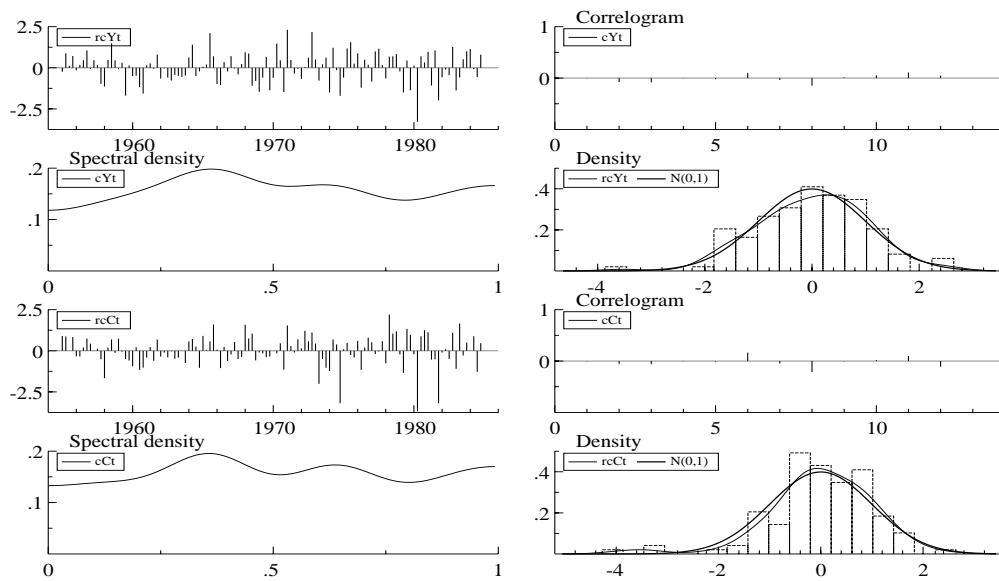 2.5
rcYt
0
-2.5
1960
1970
1980
Correlogram
1
cYt
0
0
5
10
Spectral density
.2
cYt
.1
0
.5
1
Density
rcYt
N(0,1)
.4
.2
-4
-2
0
2
2.5
rcCt
0
-2.5
1960
1970
1980
Correlogram
1
cCt
0
-1
0
5
10
Spectral density
.2
cCt
.1
0
.5
1
Density
rcCt
N(0,1)
.4
.2
-4
-2
0
2